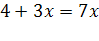 4 + 3x = 7x